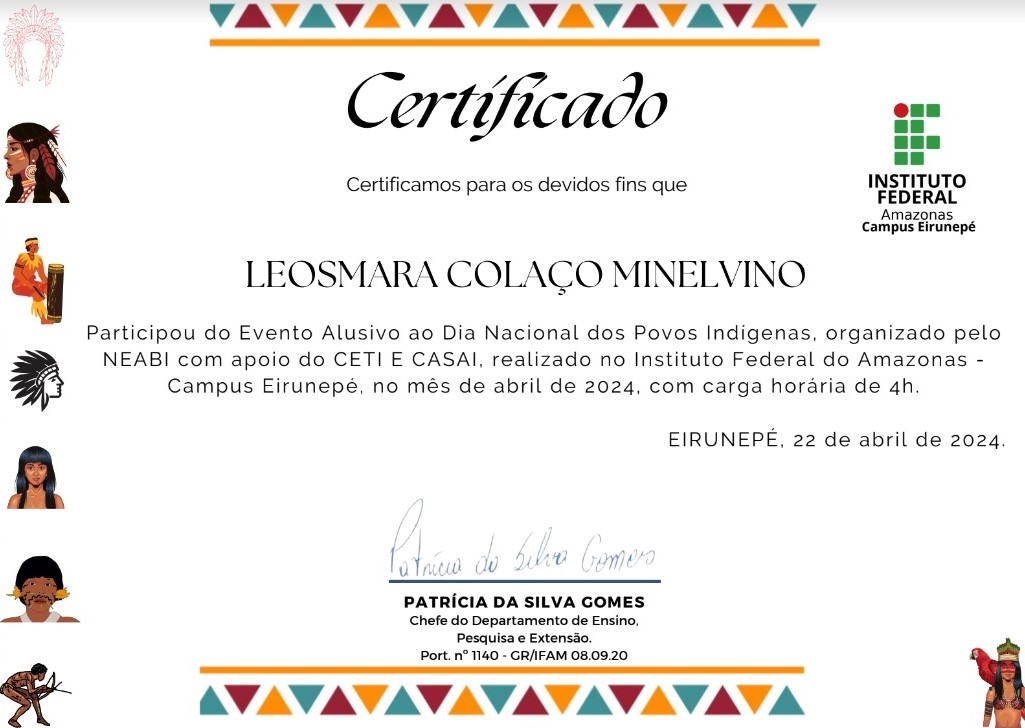 Certificado
Certificamos para os devidos fins que
INSTITUTO
FEDERAL
Amazonas
Campus Eirunepé
LEOSMARA COLAÇO MINELVINO
Participou do Evento Alusivo ao Dia Nacional dos Povos Indígenas, organizado pelo
NEABI com apoio do CETI E CASAI, realizado no Instituto Federal do Amazonas -
Campus Eirunepé, no mês de abril de 2024, com carga horária de 4h.
EIRUNEPÉ, 22 de abril de 2024.
Patrícia da Silva Gomes
PATRÍCIA DA SILVA GOMES
Chefe do Departamento de Ensino,
Pesquisa e Extensão.
Port. nº 1140 - GR/IFAM 08.09.20